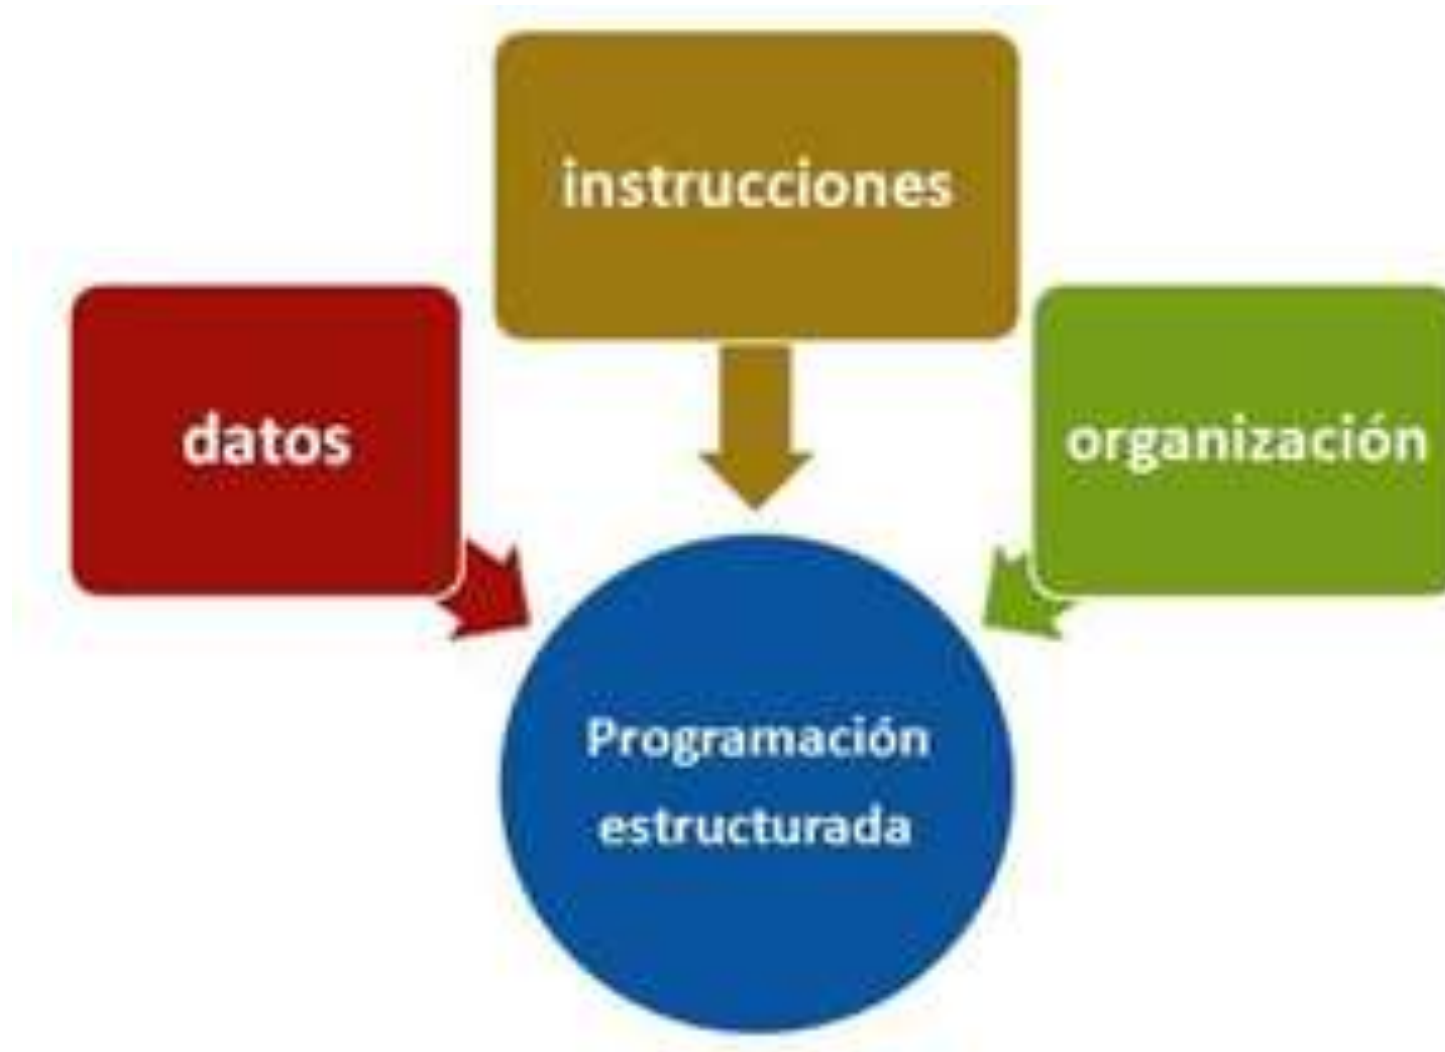 instrucciones
datos
organización
Programación
estructurada